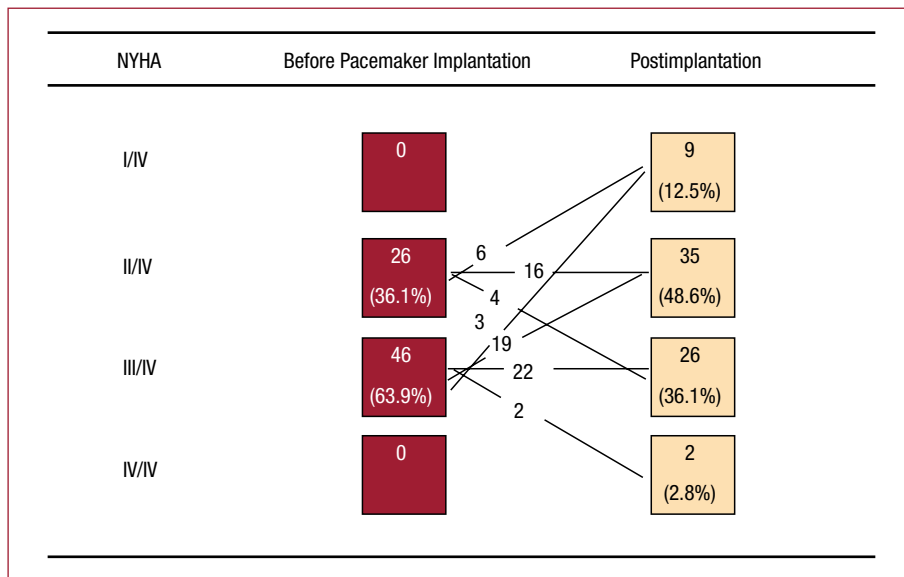 NYHA Before Pacemaker Implantation Postimplantation
I/IV 0 9
(12.5%)
6
II/IV 26 16 35
(36.1%) 4 (48.6%)
3
19
III/IV 46 22 26
(63.9%) (36.1%)
2
IV/IV 0 2
(2.8%)